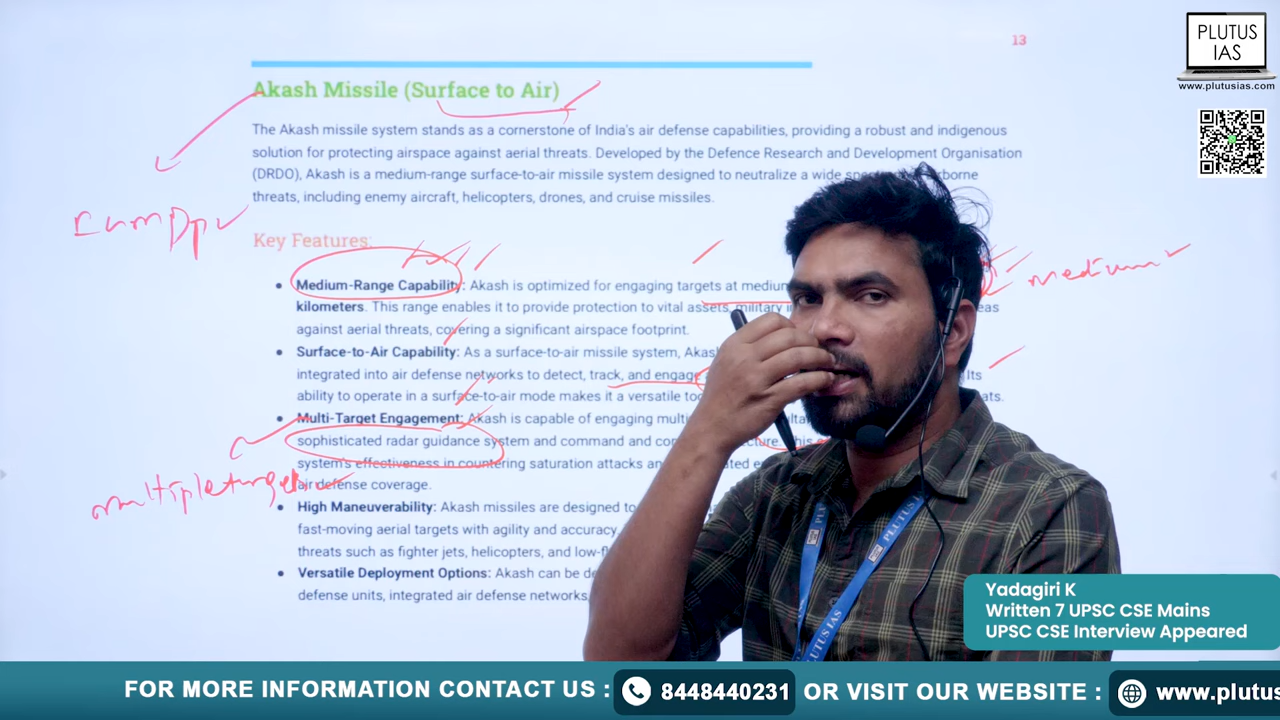 13
PLUTUS
IAS
www.plutusias.com
Akash Missile (Surface to Air)
The Akash missile system stands as a cornerstone of India's air defense capabilities, providing a robust and indigenous
solution for protecting airspace against aerial threats. Developed by the Defence Research and Development Organisation
(DRDO), Akash is a medium-range surface-to-air missile system designed to neutralize a wide
threats, including enemy aircraft, helicopters, drones, and cruise missiles.
Key Features:
medium
• Medium-Range Capability: Akash is optimized for engaging targets at medium
kilometers. This range enables it to provide protection to vital assets, military
against aerial threats, covering a significant airspace footprint.
• Surface-to-Air Capability: As a surface-to-air missile system, Akash
integrated into air defense networks to detect, track, and engage Its
ability to operate in a surface-to-air mode makes it a versatile
• Multi-Target Engagement: Akash is capable of engaging
sophisticated radar guidance system and command and This
system's effectiveness in countering saturation attacks
air defense coverage.
• High Maneuverability: Akash missiles are designed to
fast-moving aerial targets with agility and accuracy.
threats such as fighter jets, helicopters, and
• Versatile Deployment Options: Akash can be
defense units, integrated air defense networks,
Yadagiri K
Written 7 UPSC CSE Mains
UPSC CSE Interview Appeared
PLUTUS IAS
FOR MORE INFORMATION CONTACT US : 8448440231 OR VISIT OUR WEBSITE : www.plutus